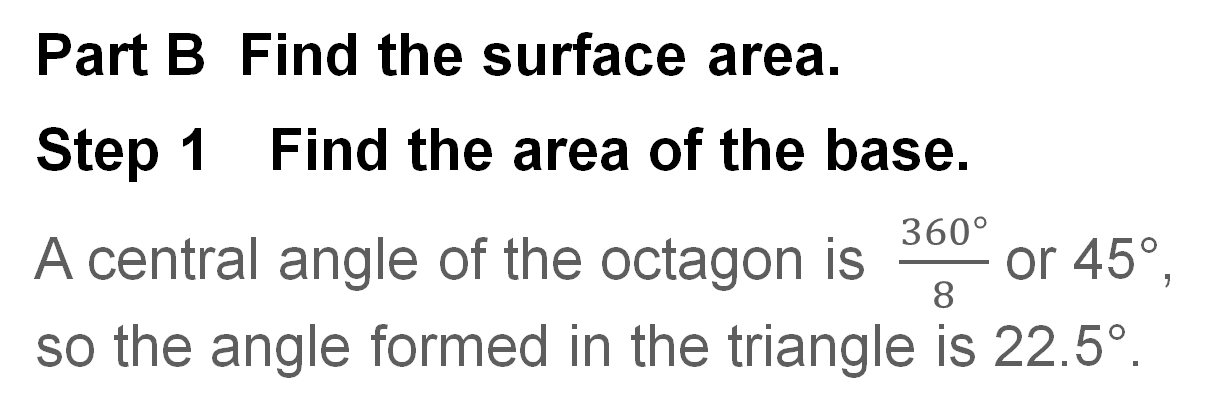 Part B  Find the surface area.
Step 1    Find the area of the base.
A central angle of the octagon is 360°/8 or 45°,
so the angle formed in the triangle is 22.5°.